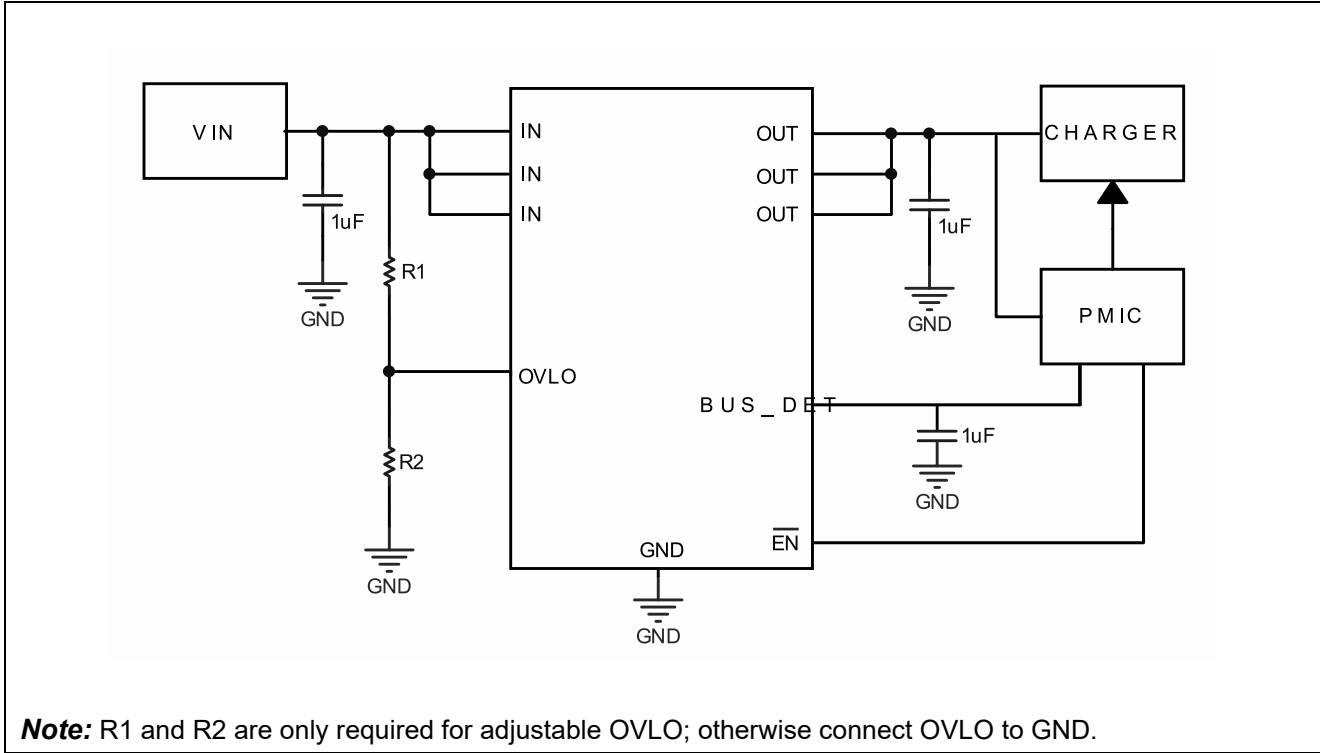 VIN
IN
IN
IN
OUT
OUT
OUT
CHARGER
1uF
1uF
R1
GND
GND
PMIC
OVLO
BUS_DET
1uF
R2
GND
EN
GND
GND
GND
Note: R1 and R2 are only required for adjustable OVLO; otherwise connect OVLO to GND.